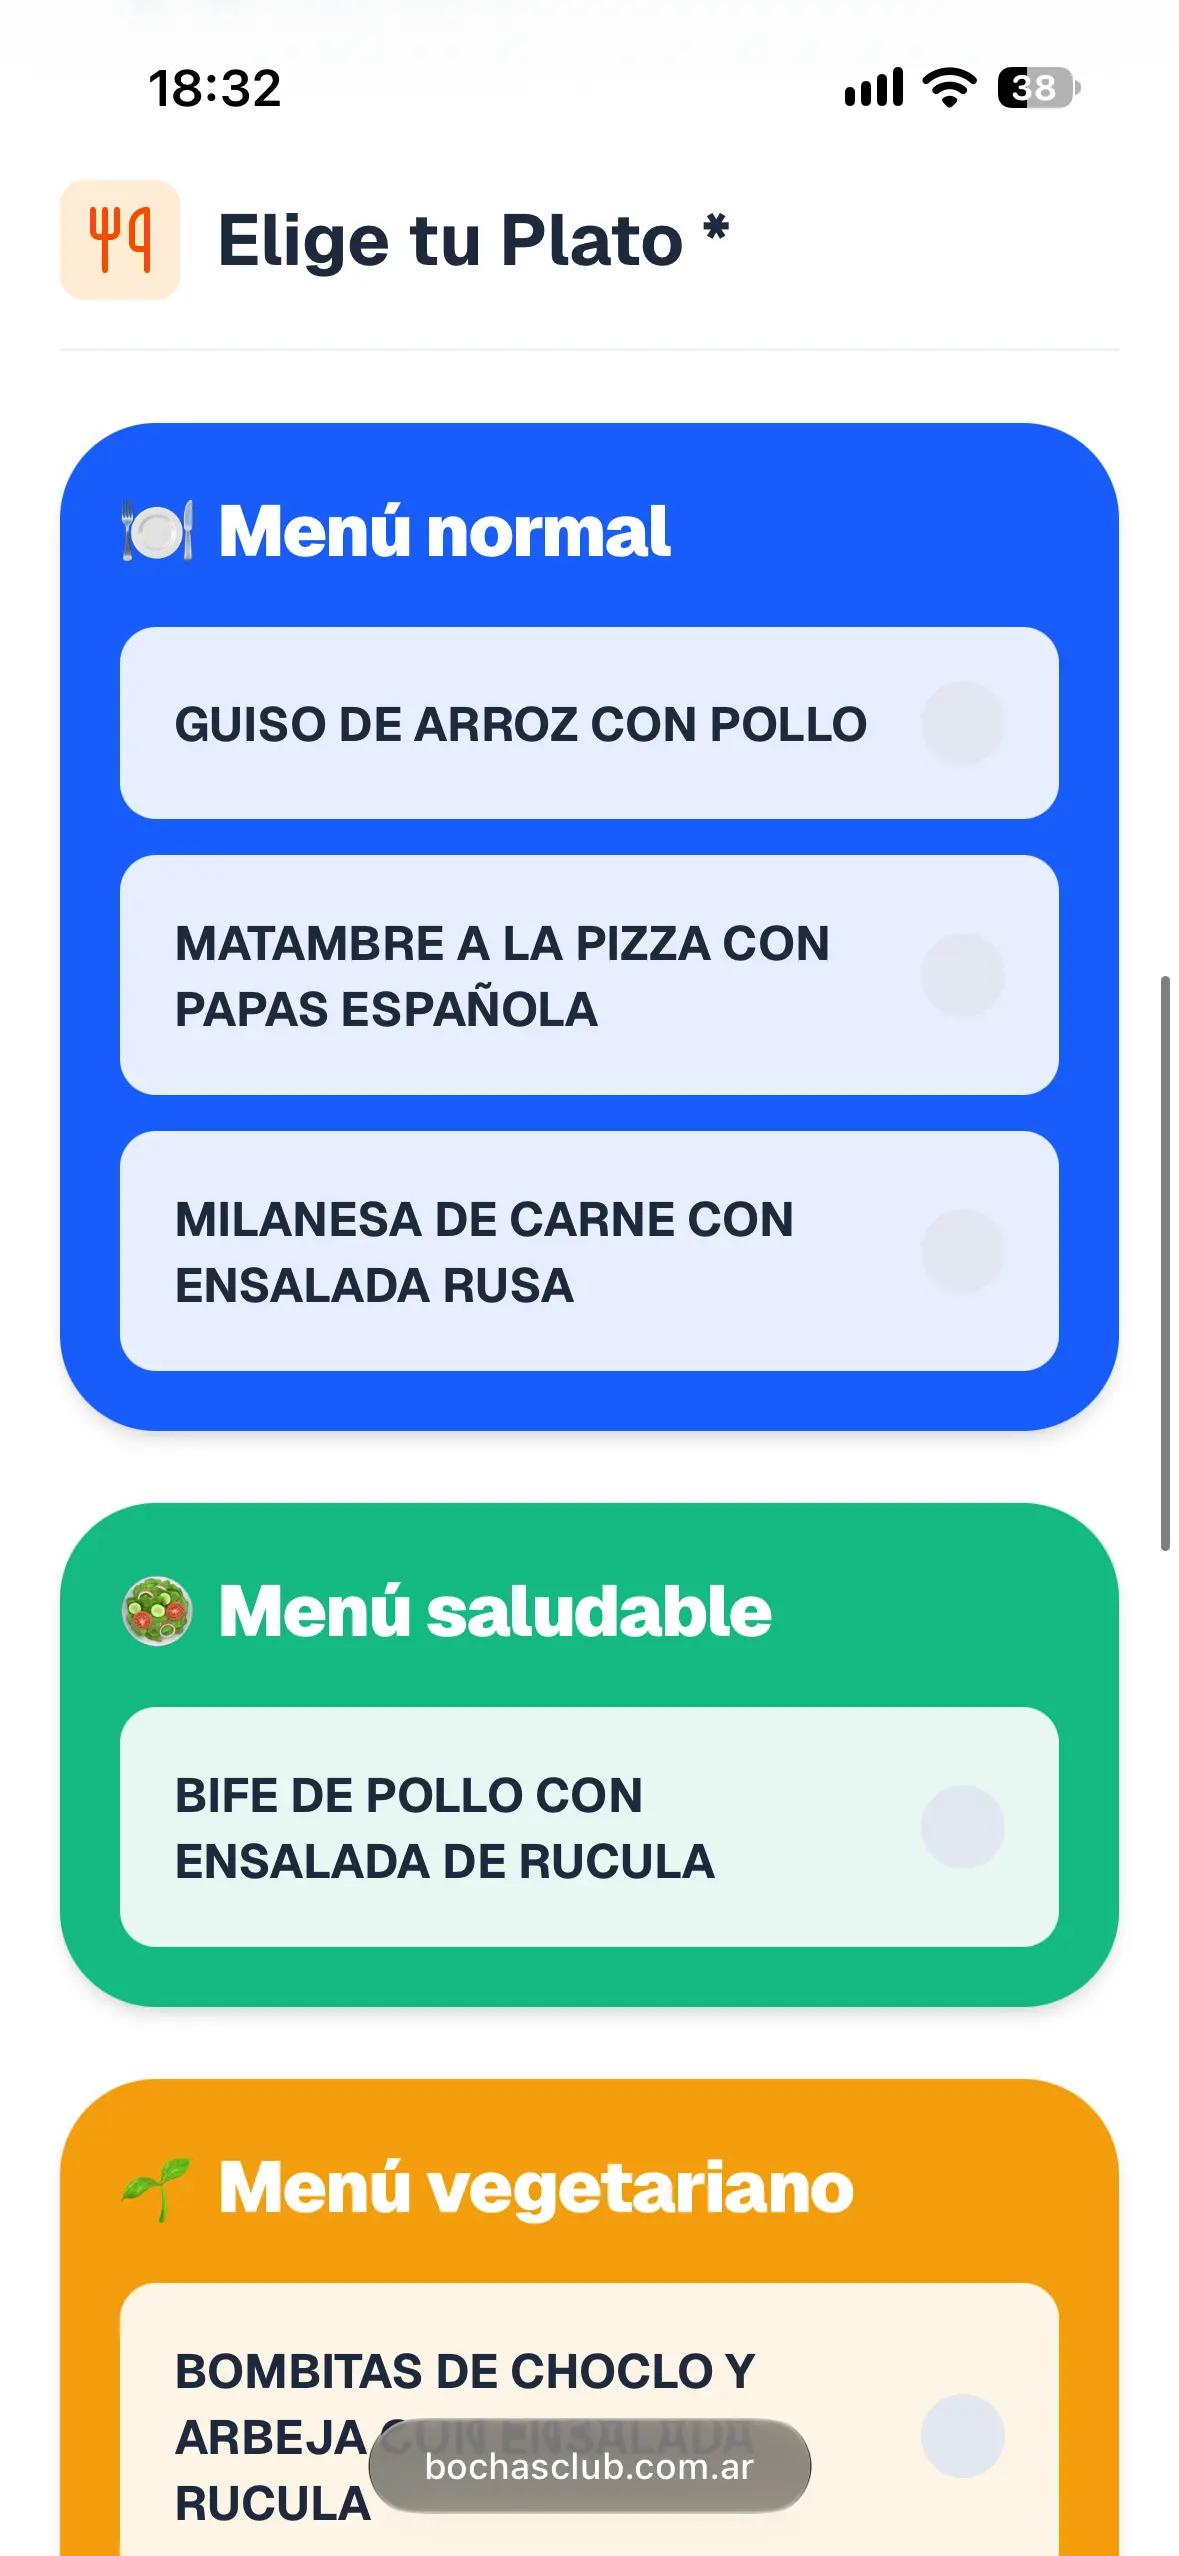 18:32
38
Elige tu Plato *
Menú normal
GUISO DE ARROZ CON POLLO
MATAMBRE A LA PIZZA CON
PAPAS ESPAÑOLA
MILANESA DE CARNE CON
ENSALADA RUSA
Menú saludable
BIFE DE POLLO CON
ENSALADA DE RUCULA
Menú vegetariano
BOMBITAS DE CHOCLO Y
ARBEJA CON ENSALADA
RUCULA
bochasclub.com.ar